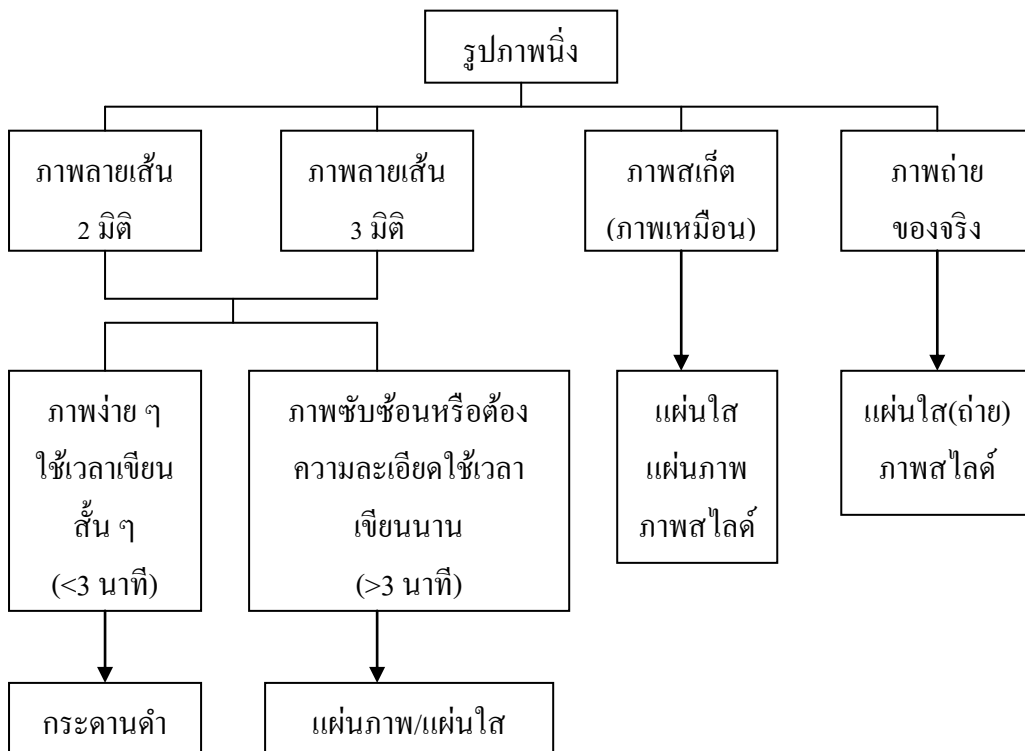 รูปภาพนิ่ง
ภาพลายเส้น
2 มิติ
ภาพลายเส้น
3 มิติ
ภาพสเก็ต
(ภาพเหมือน)
ภาพถ่าย
ของจริง
ภาพง่าย ๆ
ใช้เวลาเขียน
สั้น ๆ
(<3 นาที)
ภาพซับซ้อนหรือต้อง
ความละเอียดใช้เวลา
เขียนนาน
(>3 นาที)
แผ่นใส
แผ่นภาพ
ภาพสไลด์
แผ่นใส(ถ่าย)
ภาพสไลด์
กระดานดำ
แผ่นภาพ/แผ่นใส